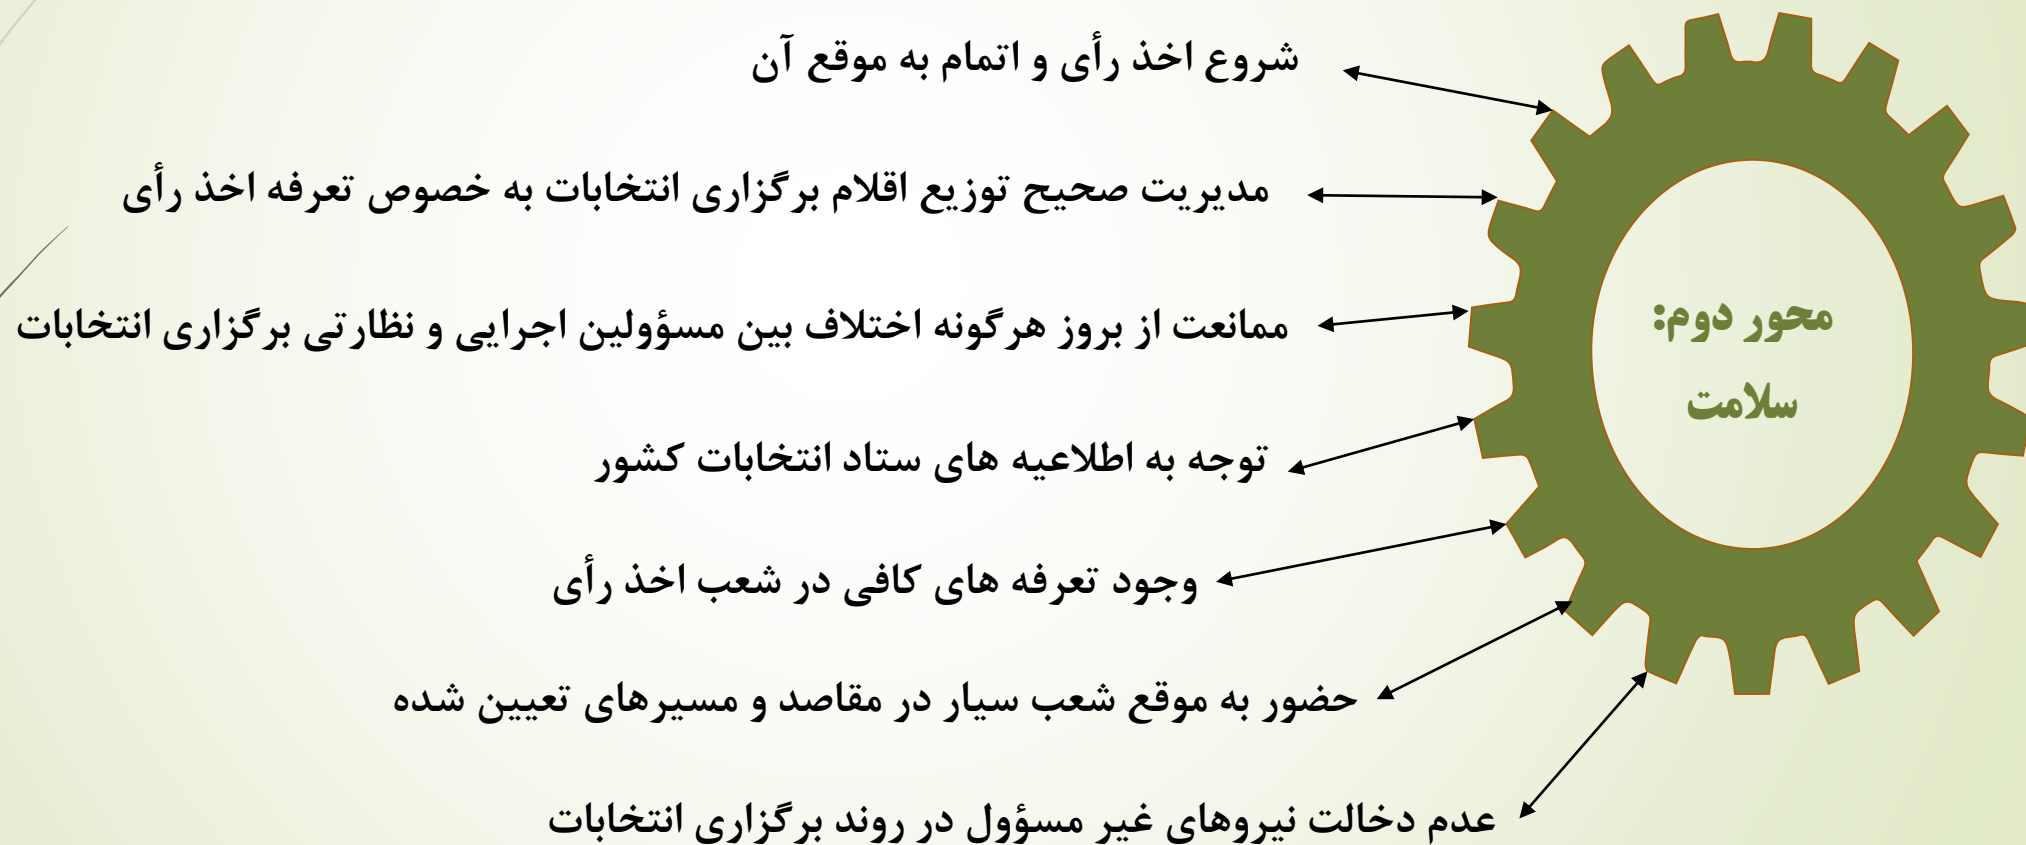 شروع اخذ رأی و اتمام به موقع آن
مدیریت صحیح توزیع اقلام برگزاری انتخابات به خصوص تعرفه اخذ رأی
محور دوم:
ممانعت از بروز هرگونه اختلاف بین مسؤولین اجرایی و نظارتی برگزاری انتخابات
سلامت
توجه به اطلاعیه های ستاد انتخابات کشور
وجود تعرفه های کافی در شعب اخذ رأی
حضور به موقع شعب سیار در مقاصد و مسیرهای تعیین شده
عدم دخالت نیروهای غیر مسؤول در روند برگزاری انتخابات